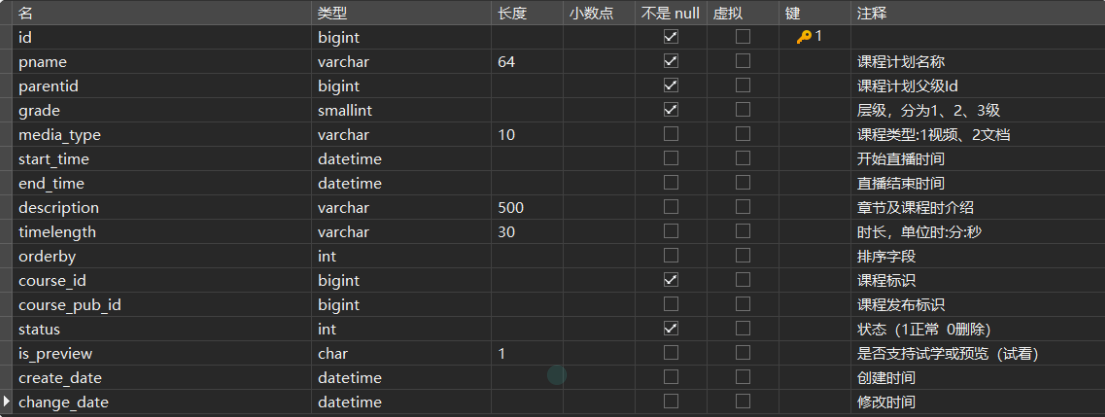 名 类型 长度 小数点 不是 null 虚拟 键 注释
id bigint 1
pname varchar 64 课程计划名称
parentid bigint 课程计划父级Id
grade smallint 层级，分为1、2、3级
media_type varchar 10 课程类型:1视频、2文档
start_time datetime 开始直播时间
end_time datetime 直播结束时间
description varchar 500 章节及课程时介绍
timelength varchar 30 时长，单位时:分:秒
orderby int 排序字段
course_id bigint 课程标识
course_pub_id bigint 课程发布标识
status int 状态（1正常 0删除）
is_preview char 1 是否支持试学或预览（试看）
create_date datetime 创建时间
change_date datetime 修改时间